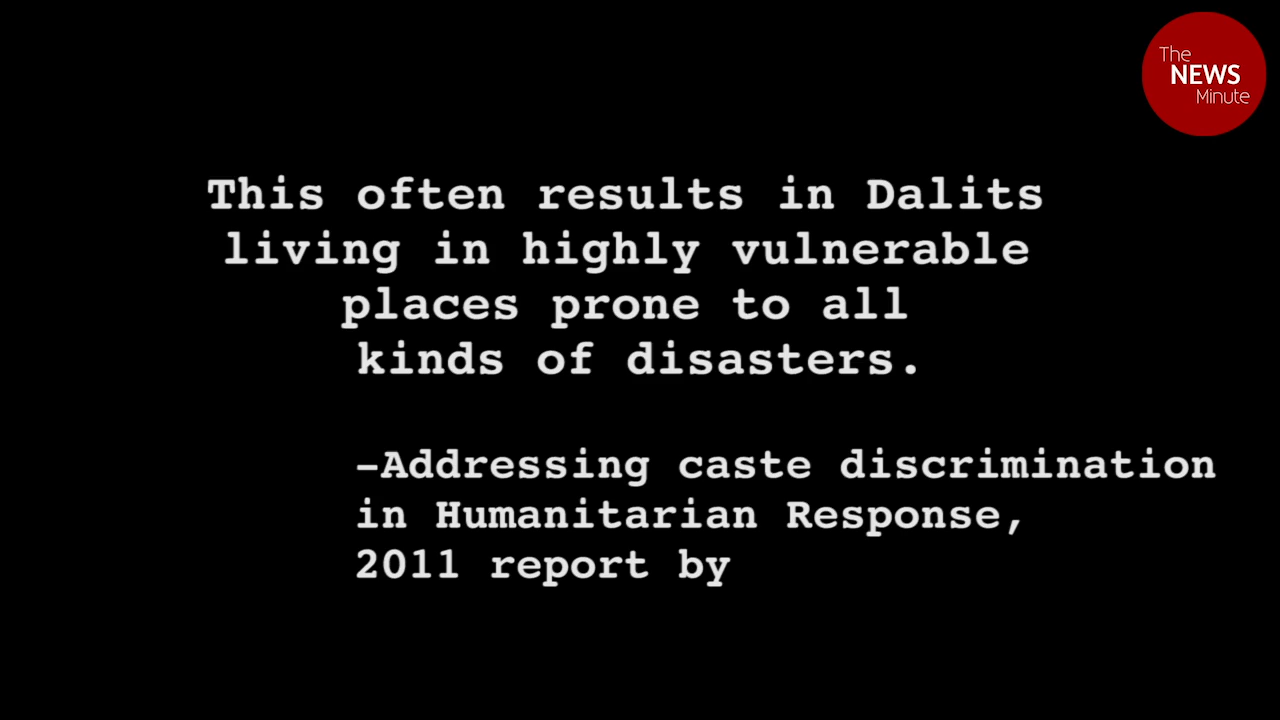 The
NEWS
Minute
This often results in Dalits
living in highly vulnerable
places prone to all
kinds of disasters.
–Addressing caste discrimination
in Humanitarian Response,
2011 report by